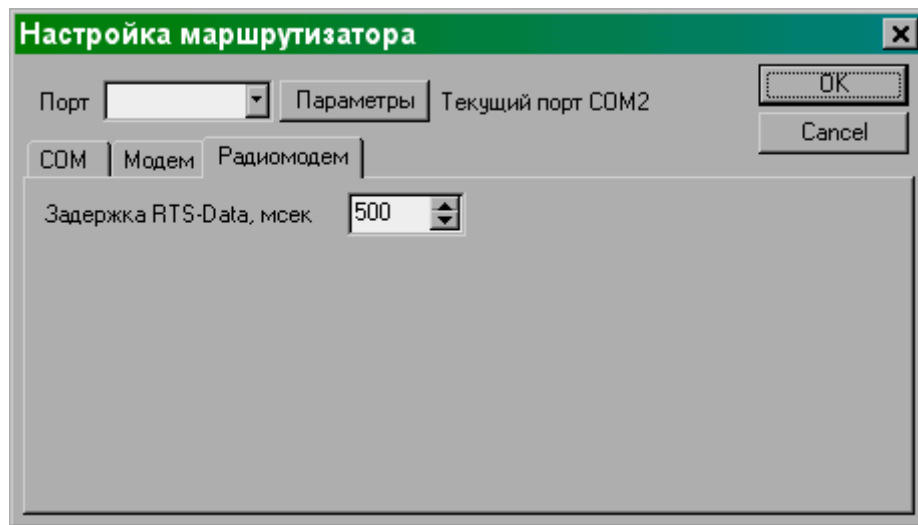 Настройка маршрутизатора
Порт Параметры Текущий порт COM2 OK
Cancel
COM Модем Радиомодем
Задержка RTS-Data, мсек 500